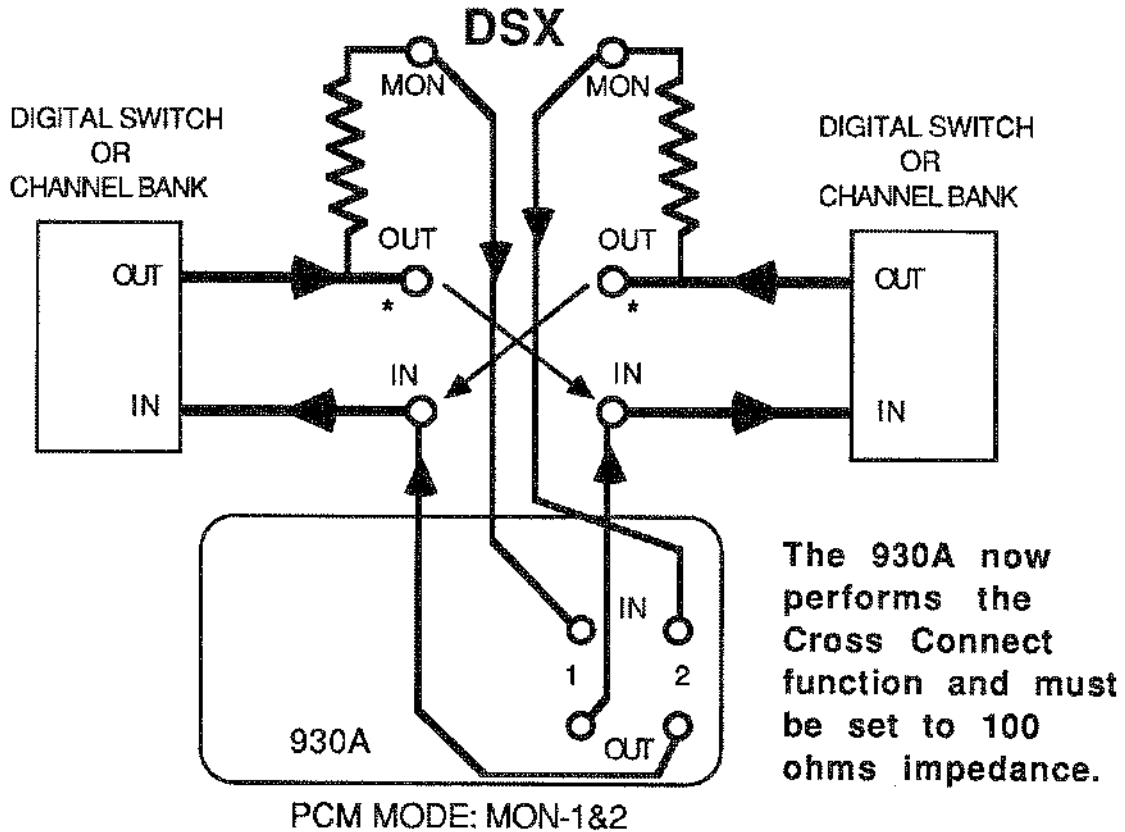 DSX
MON
MON
DIGITAL SWITCH
OR
CHANNEL BANK
DIGITAL SWITCH
OR
CHANNEL BANK
OUT
OUT
OUT
OUT
*
*
IN
IN
IN
IN
IN
1
2
930A
OUT
The 930A now
performs the
Cross Connect
function and must
be set to 100
ohms impedance.
PCM MODE: MON-1&2